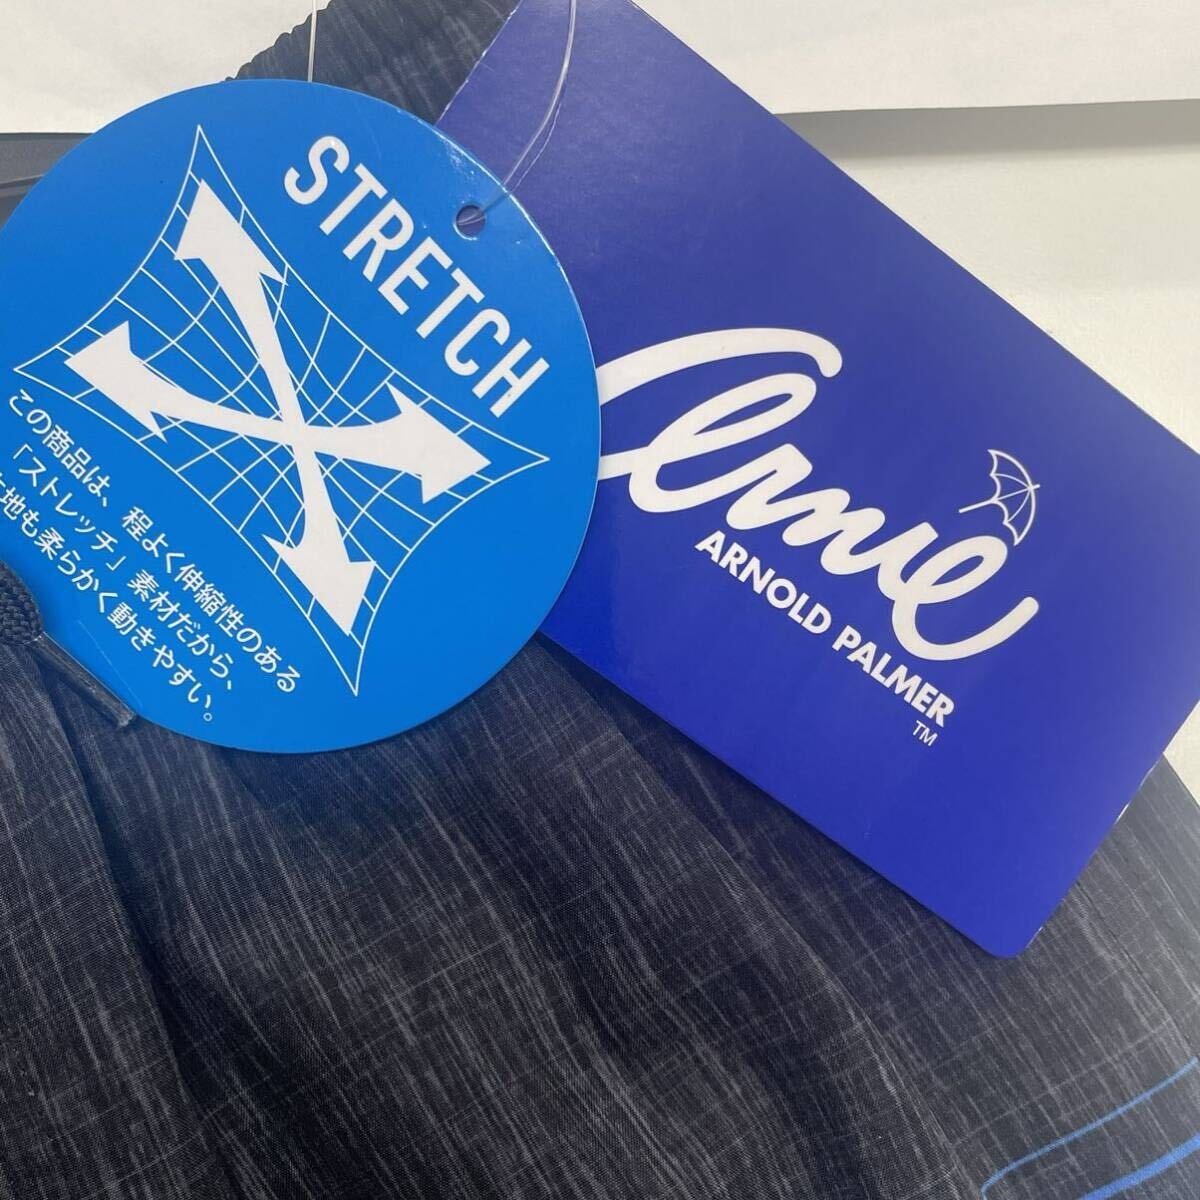 STRETCH
この商品は、程よく伸縮性のある
「ストレッチ」素材だから、
地も柔らかく動きやすい。
Arnie
ARNOLD PALMER
TM